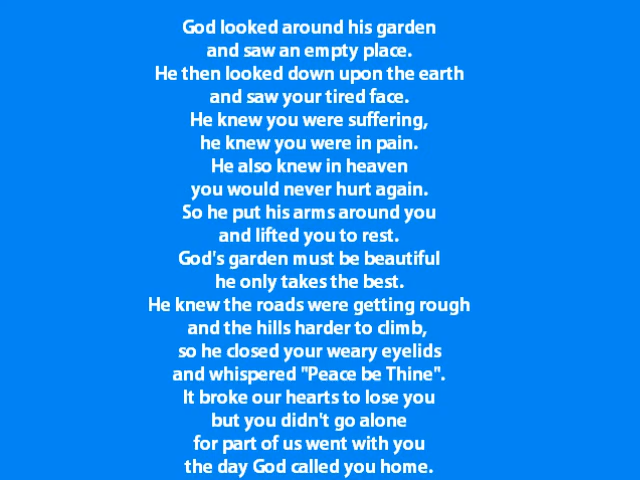 God looked around his garden
and saw an empty place.
He then looked down upon the earth
and saw your tired face.
He knew you were suffering,
he knew you were in pain.
He also knew in heaven
you would never hurt again.
So he put his arms around you
and lifted you to rest.
God's garden must be beautiful
he only takes the best.
He knew the roads were getting rough
and the hills harder to climb,
so he closed your weary eyelids
and whispered "Peace be Thine".
It broke our hearts to lose you
but you didn't go alone
for part of us went with you
the day God called you home.